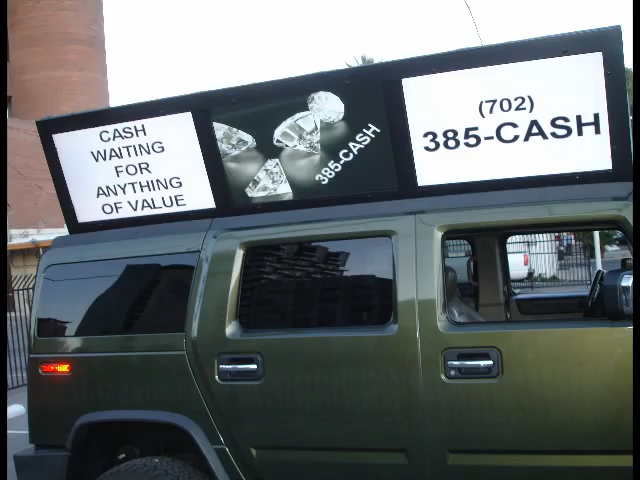 CASH
WAITING
FOR
ANYTHING
OF VALUE
385-CASH
(702)
385-CASH